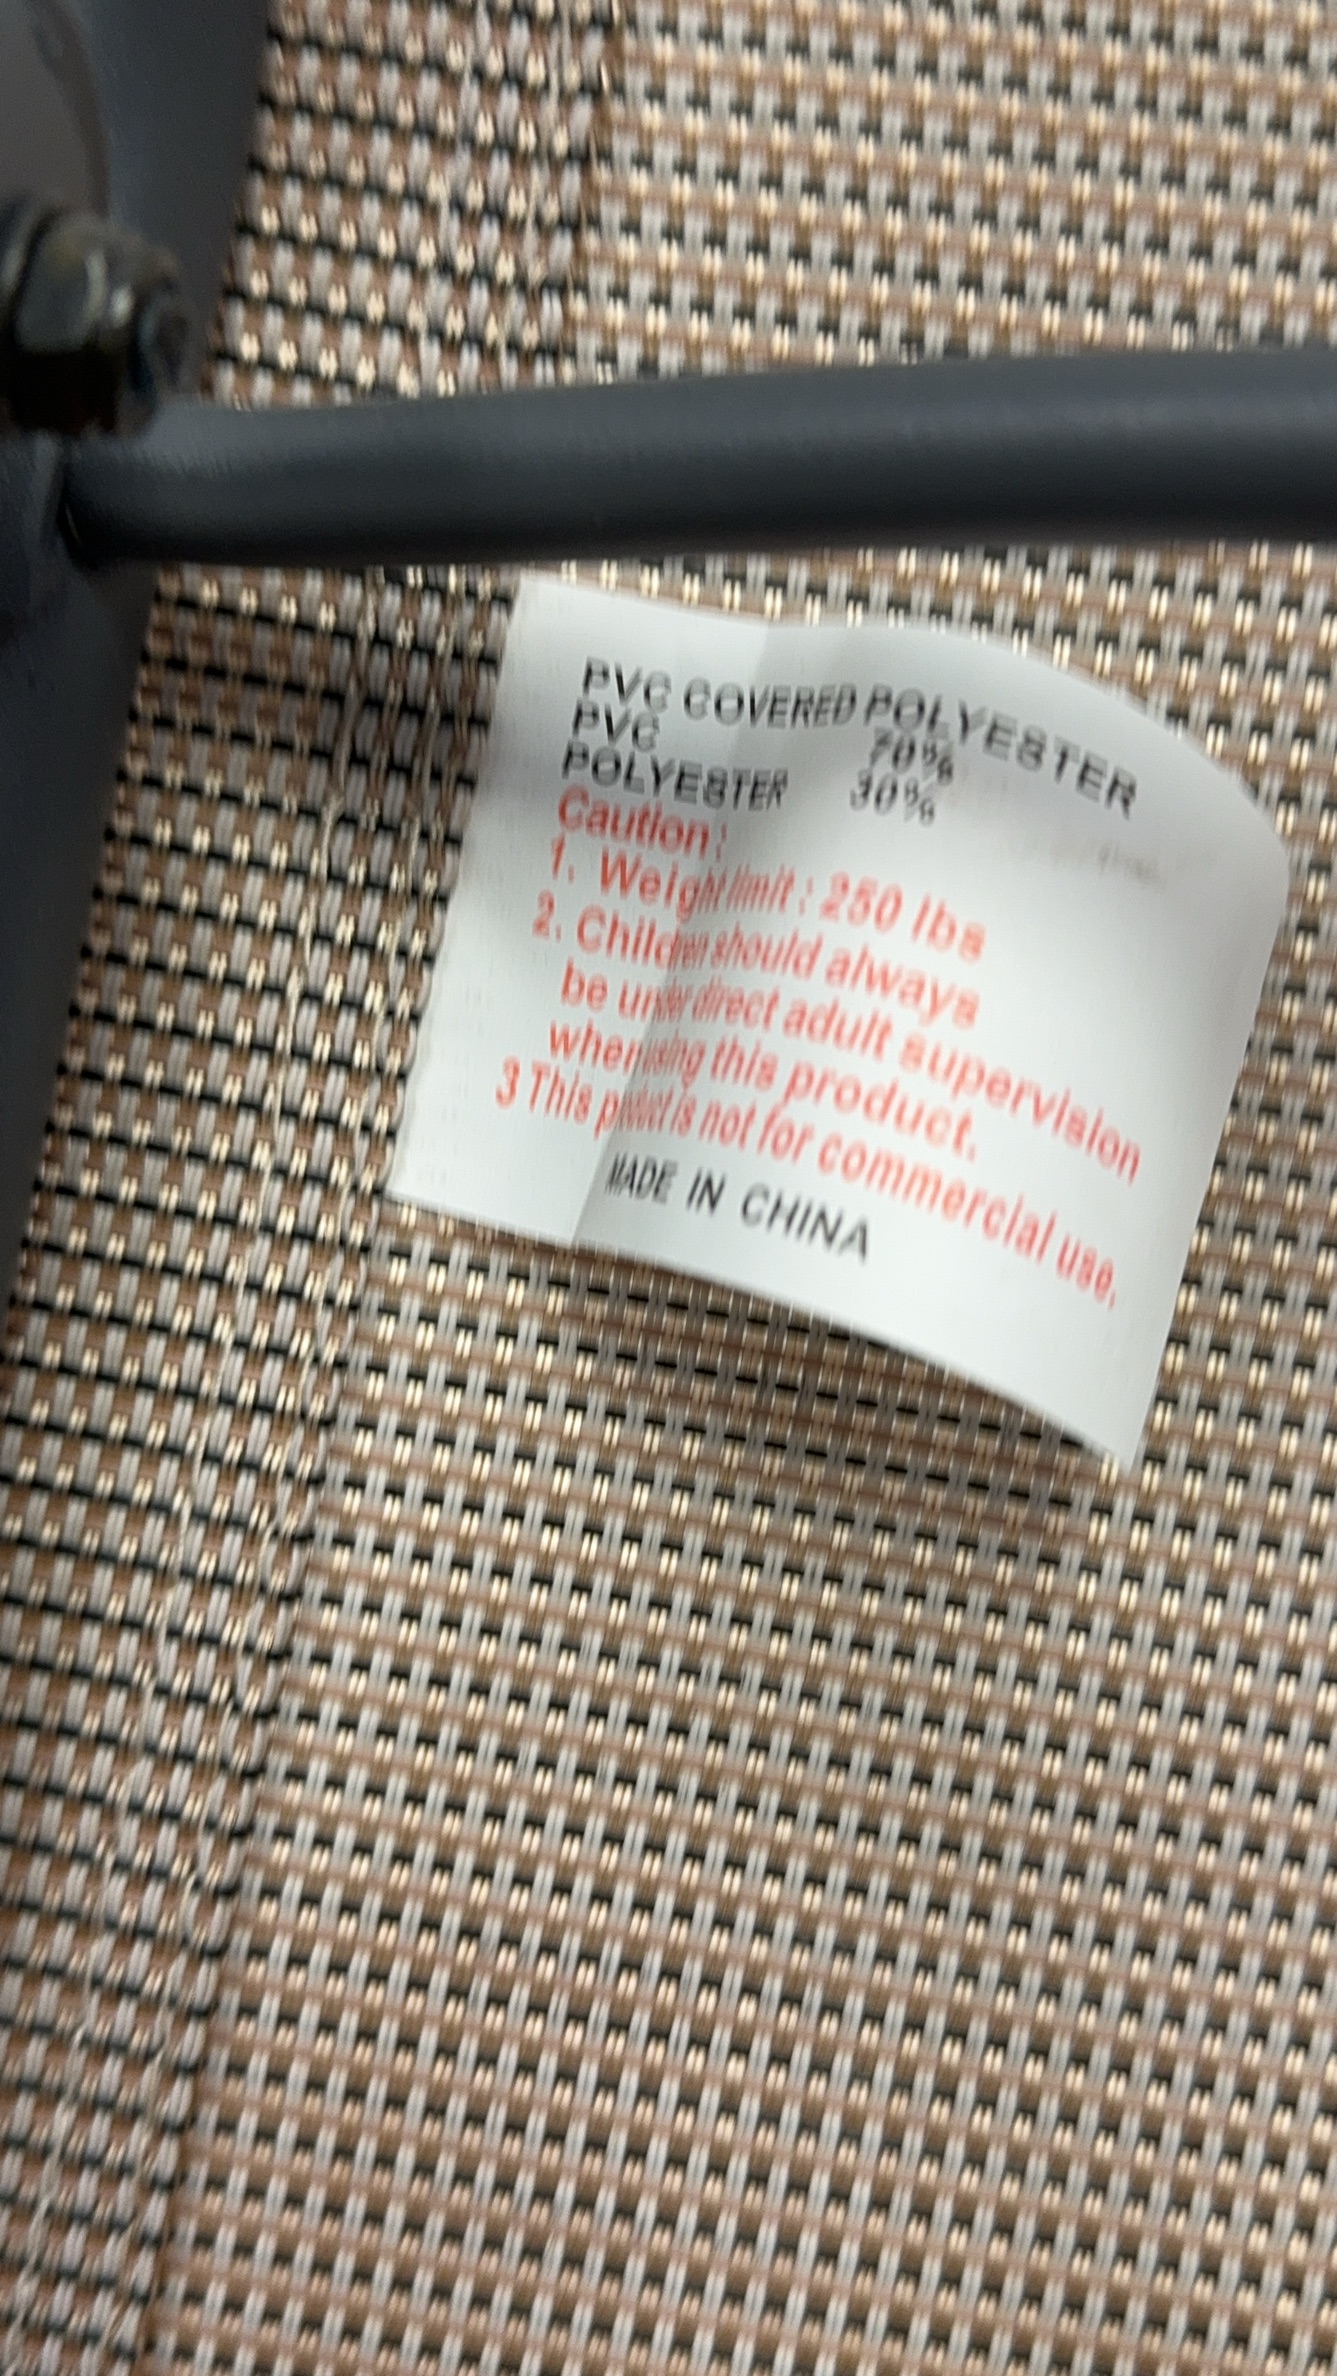 PVC COVERED POLYESTER
PVC 70%
POLYESTER 30%
Caution:
1. Weight limit : 250 lbs
2. Children should always
be under direct adult supervision
when using this product.
3 This product is not for commercial use.
MADE IN CHINA